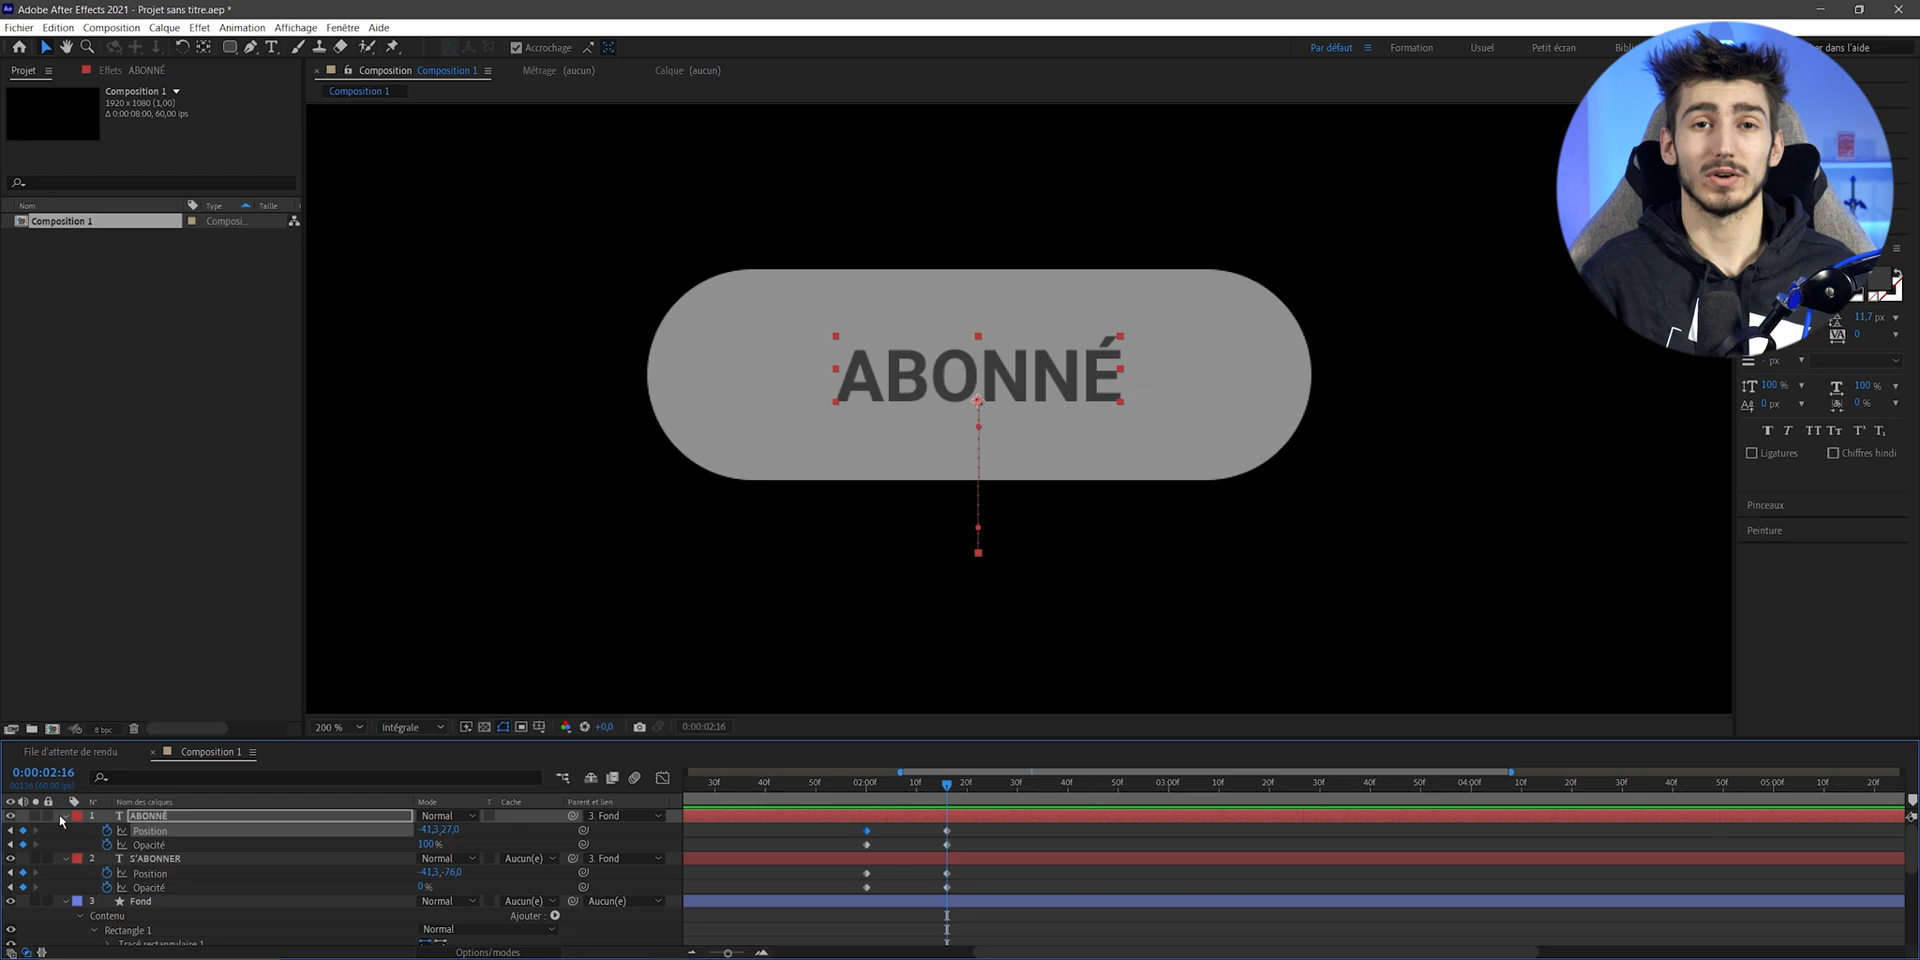 Adobe After Effects 2021 - Projet sans titre.aep *
Fichier Edition Composition Calque Effet Animation Affichage Fenêtre Aide
Accrochage Par défaut Formation Usuel Petit écran er dans l'aide
Projet Effets ABONNÉ Composition Composition 1 Métrage (aucun) Calque (aucun)
Composition 1
Composition 1
1920 x 1080 (1,00)
Δ 0:00:08:00, 60,00 ips
Nom Type Taille
Composition 1 Composi...
ABONNÉ
11,7 px
0
- px
100 % 100 %
0 px 0 %
T T TT Tт T¹ T₁
Ligatures Chiffres hindi
Pinceaux
Peinture
8 bpc 200 % Intégrale +0,0 0:00:02:16
File d'attente de rendu Composition 1
0:00:02:16
00136 (60.00 ips)
30f 40f 50f 02:00f 10f 20f 30f 40f 50f 03:00f 10f 20f 30f 40f 50f 04:00f 10f 20f 30f 40f 50f 05:00f 10f 20f
N° Nom des calques Mode T Cache Parent et lien
1 T ABONNÉ Normal 3. Fond
Position -41,3,27,0
Opacité 100 %
2 T S'ABONNER Normal Aucun(e) 3. Fond
Position -41,3,-76,0
Opacité 0 %
3 Fond Normal Aucun(e) Aucun(e)
Contenu Ajouter :
Rectangle 1 Normal
Tracé rectangulaire 1
Options/modes